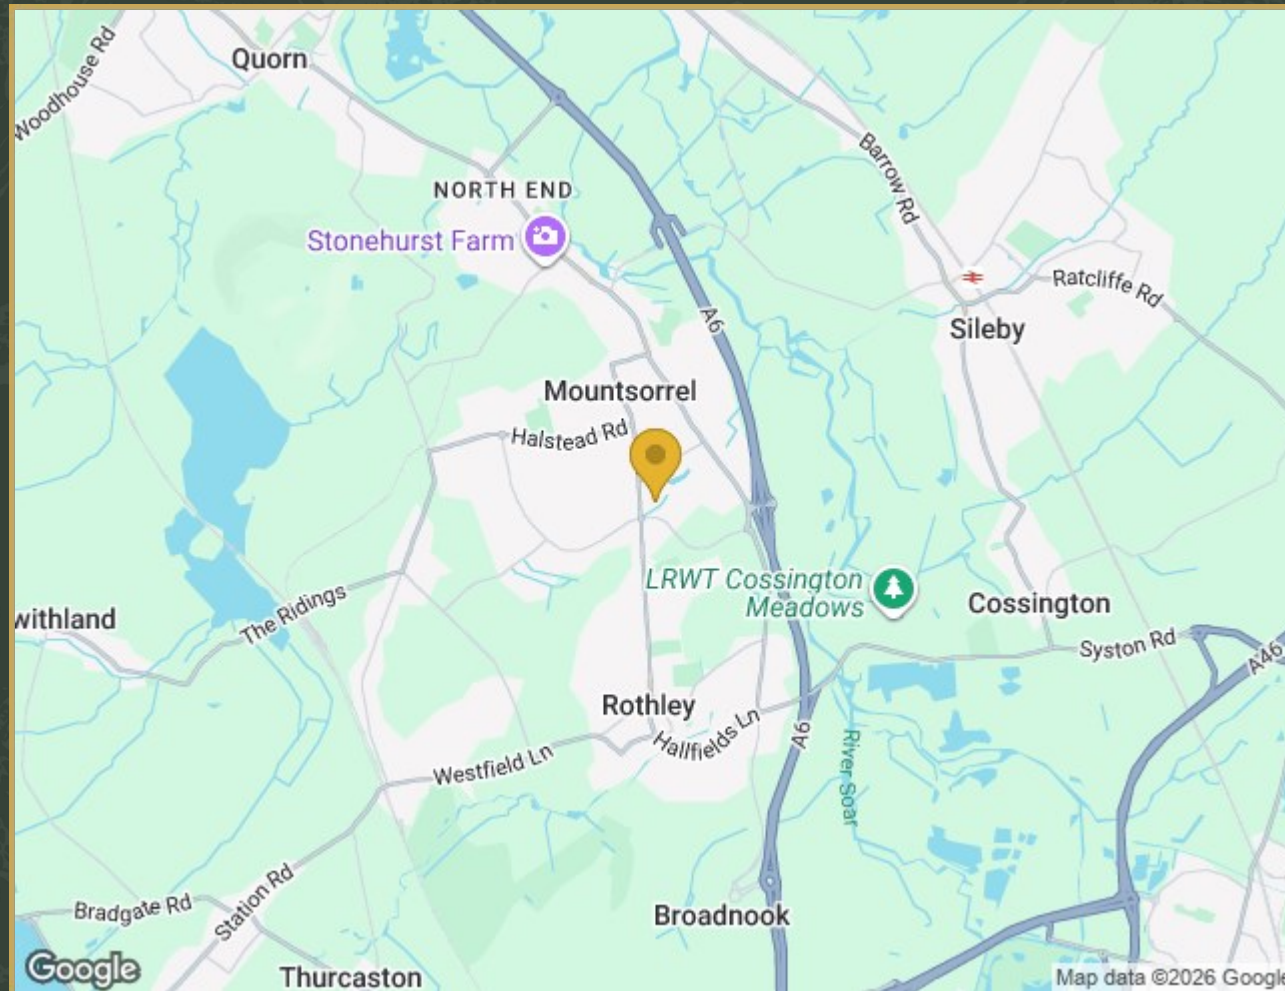 Woodhouse Rd
Quorn
Barrow Rd
NORTH END
Stonehurst Farm
Ratcliffe Rd
A6
Sileby
Mountsorrel
Halstead Rd
LRWT Cossington
Meadows
Cossington
withland
The Ridings
Syston Rd
A46
Rothley
Hallfields Ln
A6
River Soar
Westfield Ln
Bradgate Rd
Station Rd
Broadnook
Thurcaston
Google
Map data ©2026 Google